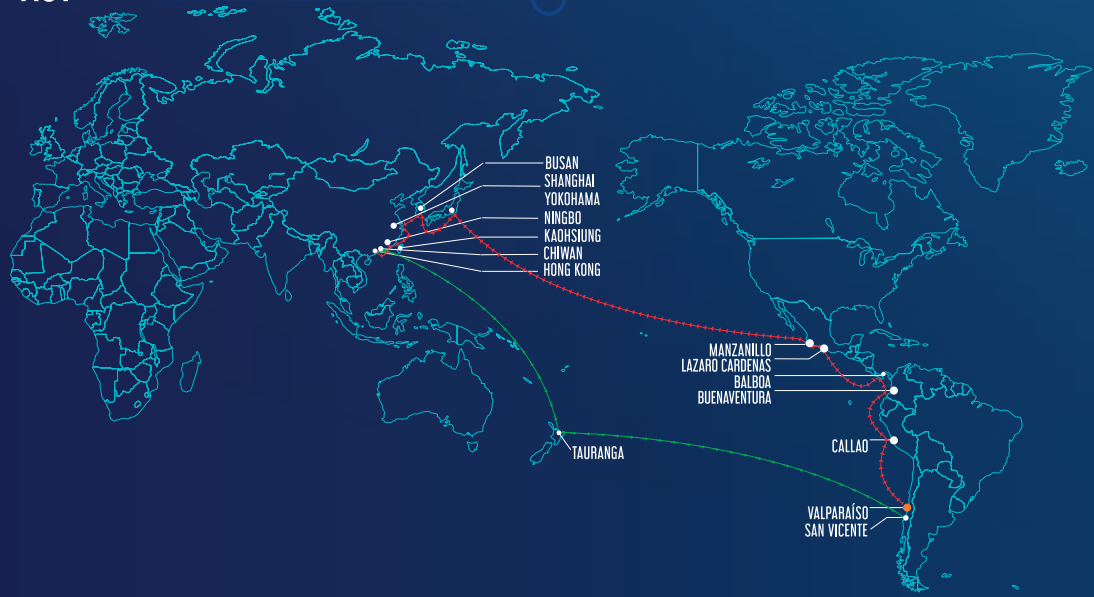 BUSAN
SHANGHAI
YOKOHAMA
NINGBO
KAOHSIUNG
CHIWAN
HONG KONG
MANZANILLO
LAZARO CARDENAS
BALBOA
BUENAVENTURA
CALLAO
TAURANGA
VALPARAÍSO
SAN VICENTE